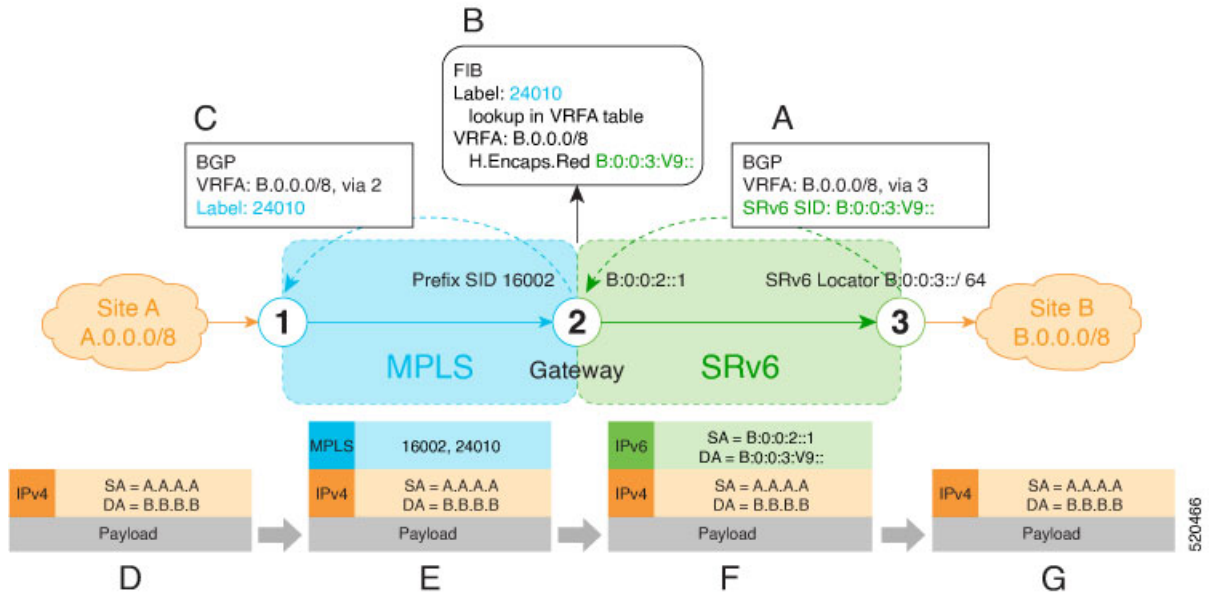 B
FIB
Label: 24010
lookup in VRFA table
VRFA: B.0.0.0/8
H.Encaps.Red B:0:0:3:V9::
C
BGP
VRFA: B.0.0.0/8, via 2
Label: 24010
A
BGP
VRFA: B.0.0.0/8, via 3
SRv6 SID: B:0:0:3:V9::
Prefix SID 16002
B:0:0:2::1
SRv6 Locator B:0:0:3::/ 64
Site A
A.0.0.0/8
1
2
3
Site B
B.0.0.0/8
MPLS
Gateway
SRv6
IPv4
SA = A.A.A.A
DA = B.B.B.B
Payload
D
MPLS
16002, 24010
IPv4
SA = A.A.A.A
DA = B.B.B.B
Payload
E
IPv6
SA = B:0:0:2::1
DA = B:0:0:3:V9::
IPv4
SA = A.A.A.A
DA = B.B.B.B
Payload
F
IPv4
SA = A.A.A.A
DA = B.B.B.B
Payload
G
520466